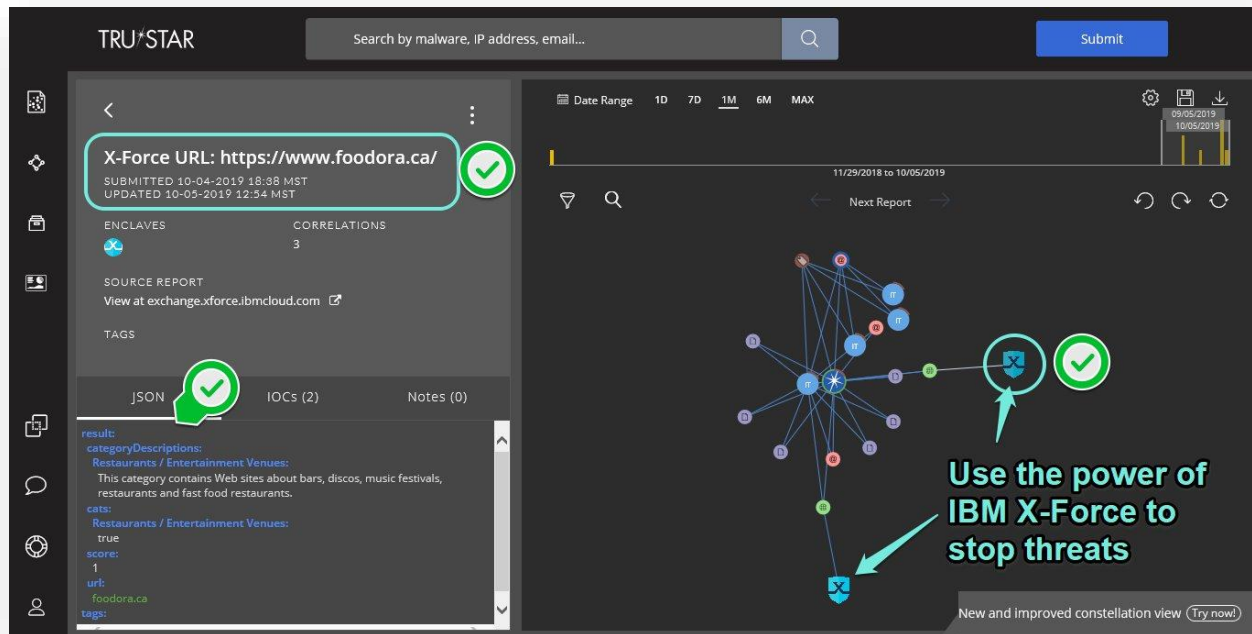 TRU*STAR
Search by malware, IP address, email...
Submit
X-Force URL: https://www.foodora.ca/
SUBMITTED 10-04-2019 18:38 MST
UPDATED 10-05-2019 12:54 MST
ENCLAVES
CORRELATIONS
3
SOURCE REPORT
View at exchange.xforce.ibmcloud.com
TAGS
JSON
IOCs (2)
Notes (0)
result:
categoryDescriptions:
Restaurants / Entertainment Venues:
This category contains Web sites about bars, discos, music festivals,
restaurants and fast food restaurants.
cats:
Restaurants / Entertainment Venues:
true
score:
1
url:
foodora.ca
tags:
Date Range 1D 7D 1M 6M MAX
09/05/2019
10/05/2019
11/29/2018 to 10/05/2019
Next Report
IT
IT
IT
IT
X
X
Use the power of
IBM X-Force to
stop threats
New and improved constellation view Try now!